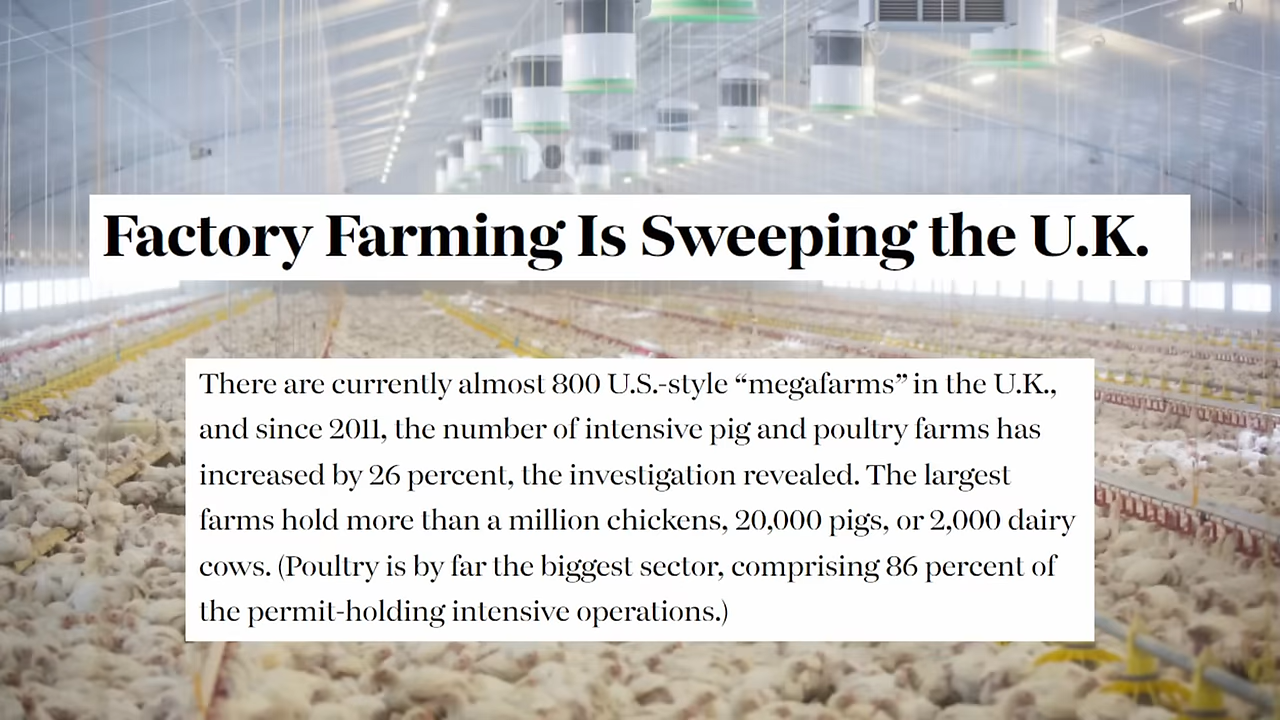 Factory Farming Is Sweeping the U.K.
There are currently almost 800 U.S.-style “megafarms” in the U.K.,
and since 2011, the number of intensive pig and poultry farms has
increased by 26 percent, the investigation revealed. The largest
farms hold more than a million chickens, 20,000 pigs, or 2,000 dairy
cows. (Poultry is by far the biggest sector, comprising 86 percent of
the permit-holding intensive operations.)